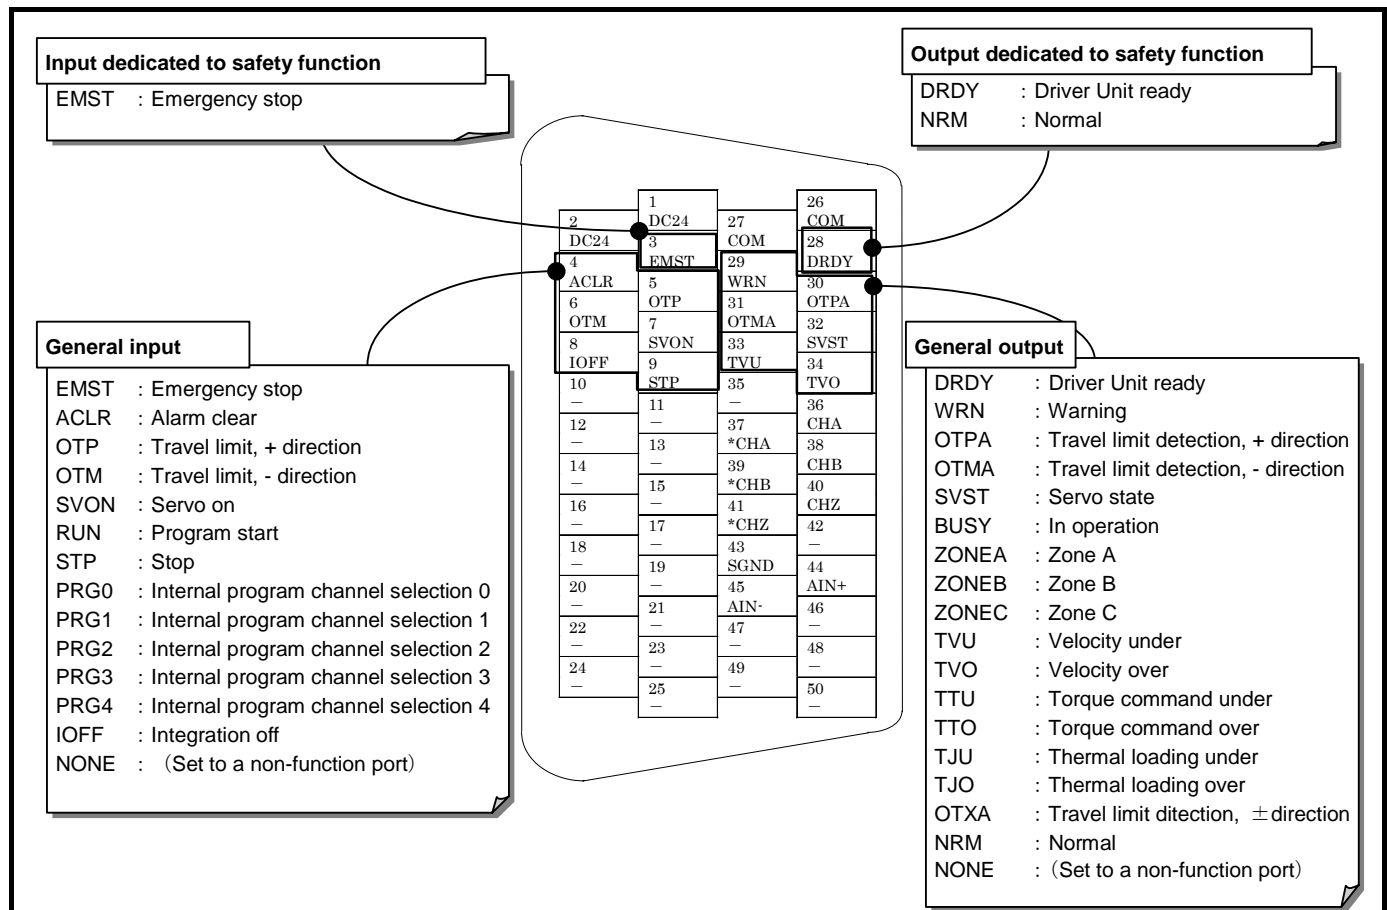 Input dedicated to safety function
EMST : Emergency stop
Output dedicated to safety function
DRDY : Driver Unit ready
NRM : Normal
1
DC24
2
DC24
3
EMST
4
ACLR
5
OTP
6
OTM
7
SVON
8
IOFF
9
STP
10
−
11
−
12
−
13
−
14
−
15
−
16
−
17
−
18
−
19
−
20
−
21
−
22
−
23
−
24
−
25
−
26
COM
27
COM
28
DRDY
29
WRN
30
OTPA
31
OTMA
32
SVST
33
TVU
34
TVO
35
−
36
CHA
37
*CHA
38
CHB
39
*CHB
40
CHZ
41
*CHZ
42
−
43
SGND
44
AIN+
45
AIN-
46
−
47
−
48
−
49
−
50
−
General input
EMST : Emergency stop
ACLR : Alarm clear
OTP : Travel limit, + direction
OTM : Travel limit, - direction
SVON : Servo on
RUN : Program start
STP : Stop
PRG0 : Internal program channel selection 0
PRG1 : Internal program channel selection 1
PRG2 : Internal program channel selection 2
PRG3 : Internal program channel selection 3
PRG4 : Internal program channel selection 4
IOFF : Integration off
NONE : （Set to a non-function port）
General output
DRDY : Driver Unit ready
WRN : Warning
OTPA : Travel limit detection, + direction
OTMA : Travel limit detection, - direction
SVST : Servo state
BUSY : In operation
ZONEA : Zone A
ZONEB : Zone B
ZONEC : Zone C
TVU : Velocity under
TVO : Velocity over
TTU : Torque command under
TTO : Torque command over
TJU : Thermal loading under
TJO : Thermal loading over
OTXA : Travel limit ditection, ±direction
NRM : Normal
NONE : （Set to a non-function port）